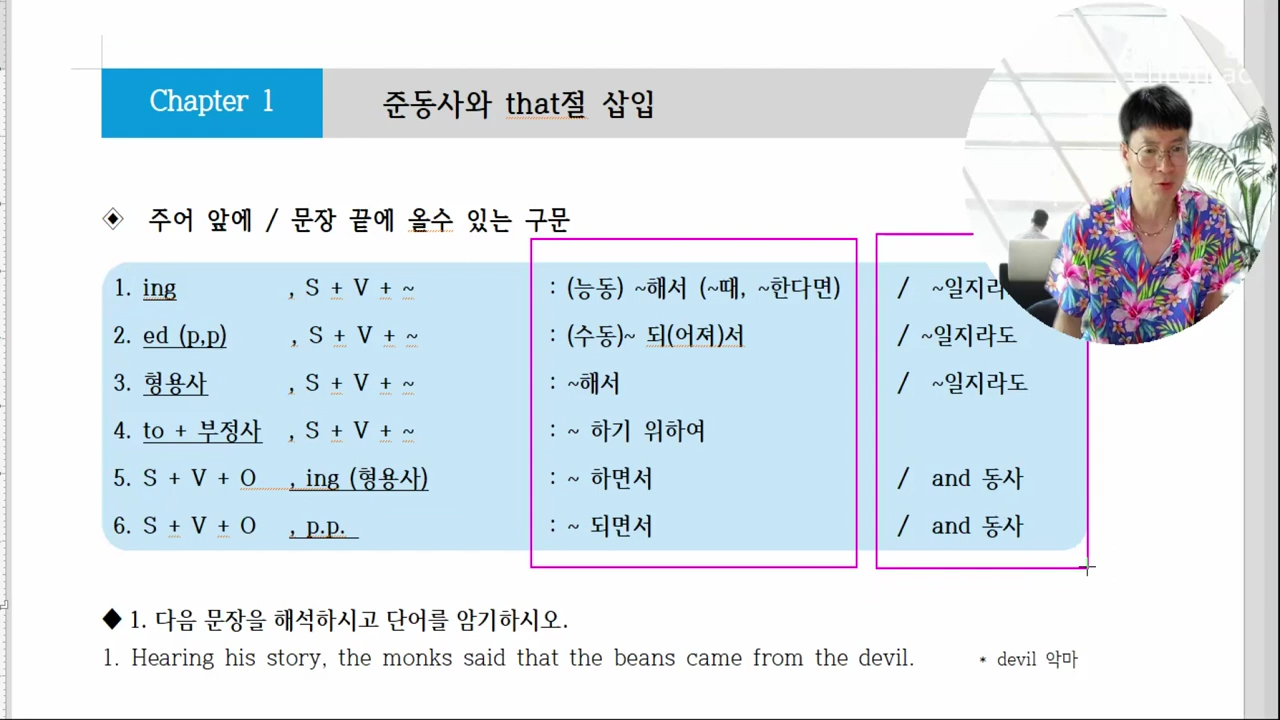 Chapter 1 준동사와 that절 삽입
◈ 주어 앞에 / 문장 끝에 올수 있는 구문
1. ing , S + V + ~ : (능동) ~해서 (~때, ~한다면) / ~일지라
2. ed (p,p) , S + V + ~ : (수동)~ 되(어져)서 / ~일지라도
3. 형용사 , S + V + ~ : ~해서 / ~일지라도
4. to + 부정사 , S + V + ~ : ~ 하기 위하여
5. S + V + O , ing (형용사) : ~ 하면서 / and 동사
6. S + V + O , p.p. : ~ 되면서 / and 동사
◆ 1. 다음 문장을 해석하시고 단어를 암기하시오.
1. Hearing his story, the monks said that the beans came from the devil. * devil 악마